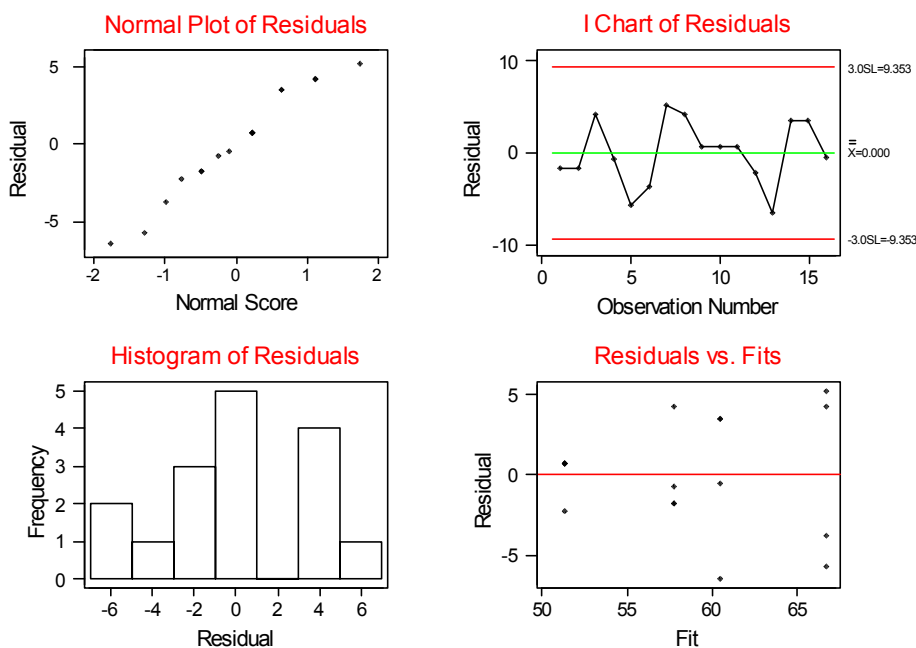 Normal Plot of Residuals
5
0
-5
Residual
-2
-1
0
1
2
Normal Score
I Chart of Residuals
10
0
-10
Residual
3.0SL=9.353
X=0.000
-3.0SL=-9.353
0
5
10
15
Observation Number
Histogram of Residuals
5
4
3
2
1
0
Frequency
-6
-4
-2
0
2
4
6
Residual
Residuals vs. Fits
5
0
-5
Residual
50
55
60
65
Fit